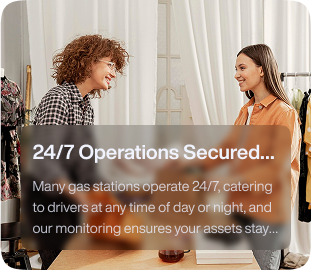 24/7 Operations Secured...
Many gas stations operate 24/7, catering
to drivers at any time of day or night, and
our monitoring ensures your assets stay...